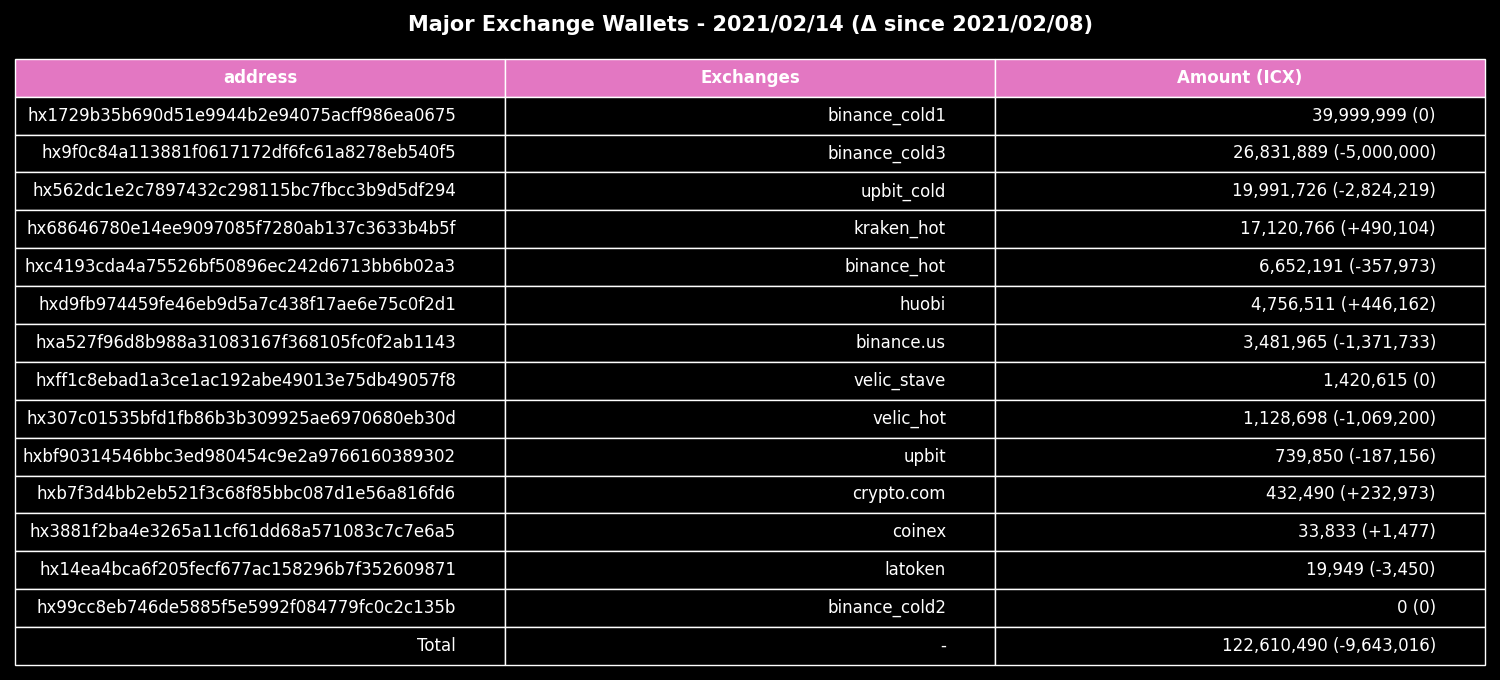 Major Exchange Wallets - 2021/02/14 (Δ since 2021/02/08)
address Exchanges Amount (ICX)
hx1729b35b690d51e9944b2e94075acff986ea0675 binance_cold1 39,999,999 (0)
hx9f0c84a113881f0617172df6fc61a8278eb540f5 binance_cold3 26,831,889 (-5,000,000)
hx562dc1e2c7897432c298115bc7fbcc3b9d5df294 upbit_cold 19,991,726 (-2,824,219)
hx68646780e14ee9097085f7280ab137c3633b4b5f kraken_hot 17,120,766 (+490,104)
hxc4193cda4a75526bf50896ec242d6713bb6b02a3 binance_hot 6,652,191 (-357,973)
hxd9fb974459fe46eb9d5a7c438f17ae6e75c0f2d1 huobi 4,756,511 (+446,162)
hxa527f96d8b988a31083167f368105fc0f2ab1143 binance.us 3,481,965 (-1,371,733)
hxff1c8ebad1a3ce1ac192abe49013e75db49057f8 velic_stave 1,420,615 (0)
hx307c01535bfd1fb86b3b309925ae6970680eb30d velic_hot 1,128,698 (-1,069,200)
hxbf90314546bbc3ed980454c9e2a9766160389302 upbit 739,850 (-187,156)
hxb7f3d4bb2eb521f3c68f85bbc087d1e56a816fd6 crypto.com 432,490 (+232,973)
hx3881f2ba4e3265a11cf61dd68a571083c7c7e6a5 coinex 33,833 (+1,477)
hx14ea4bca6f205fecf677ac158296b7f352609871 latoken 19,949 (-3,450)
hx99cc8eb746de5885f5e5992f084779fc0c2c135b binance_cold2 0 (0)
Total - 122,610,490 (-9,643,016)